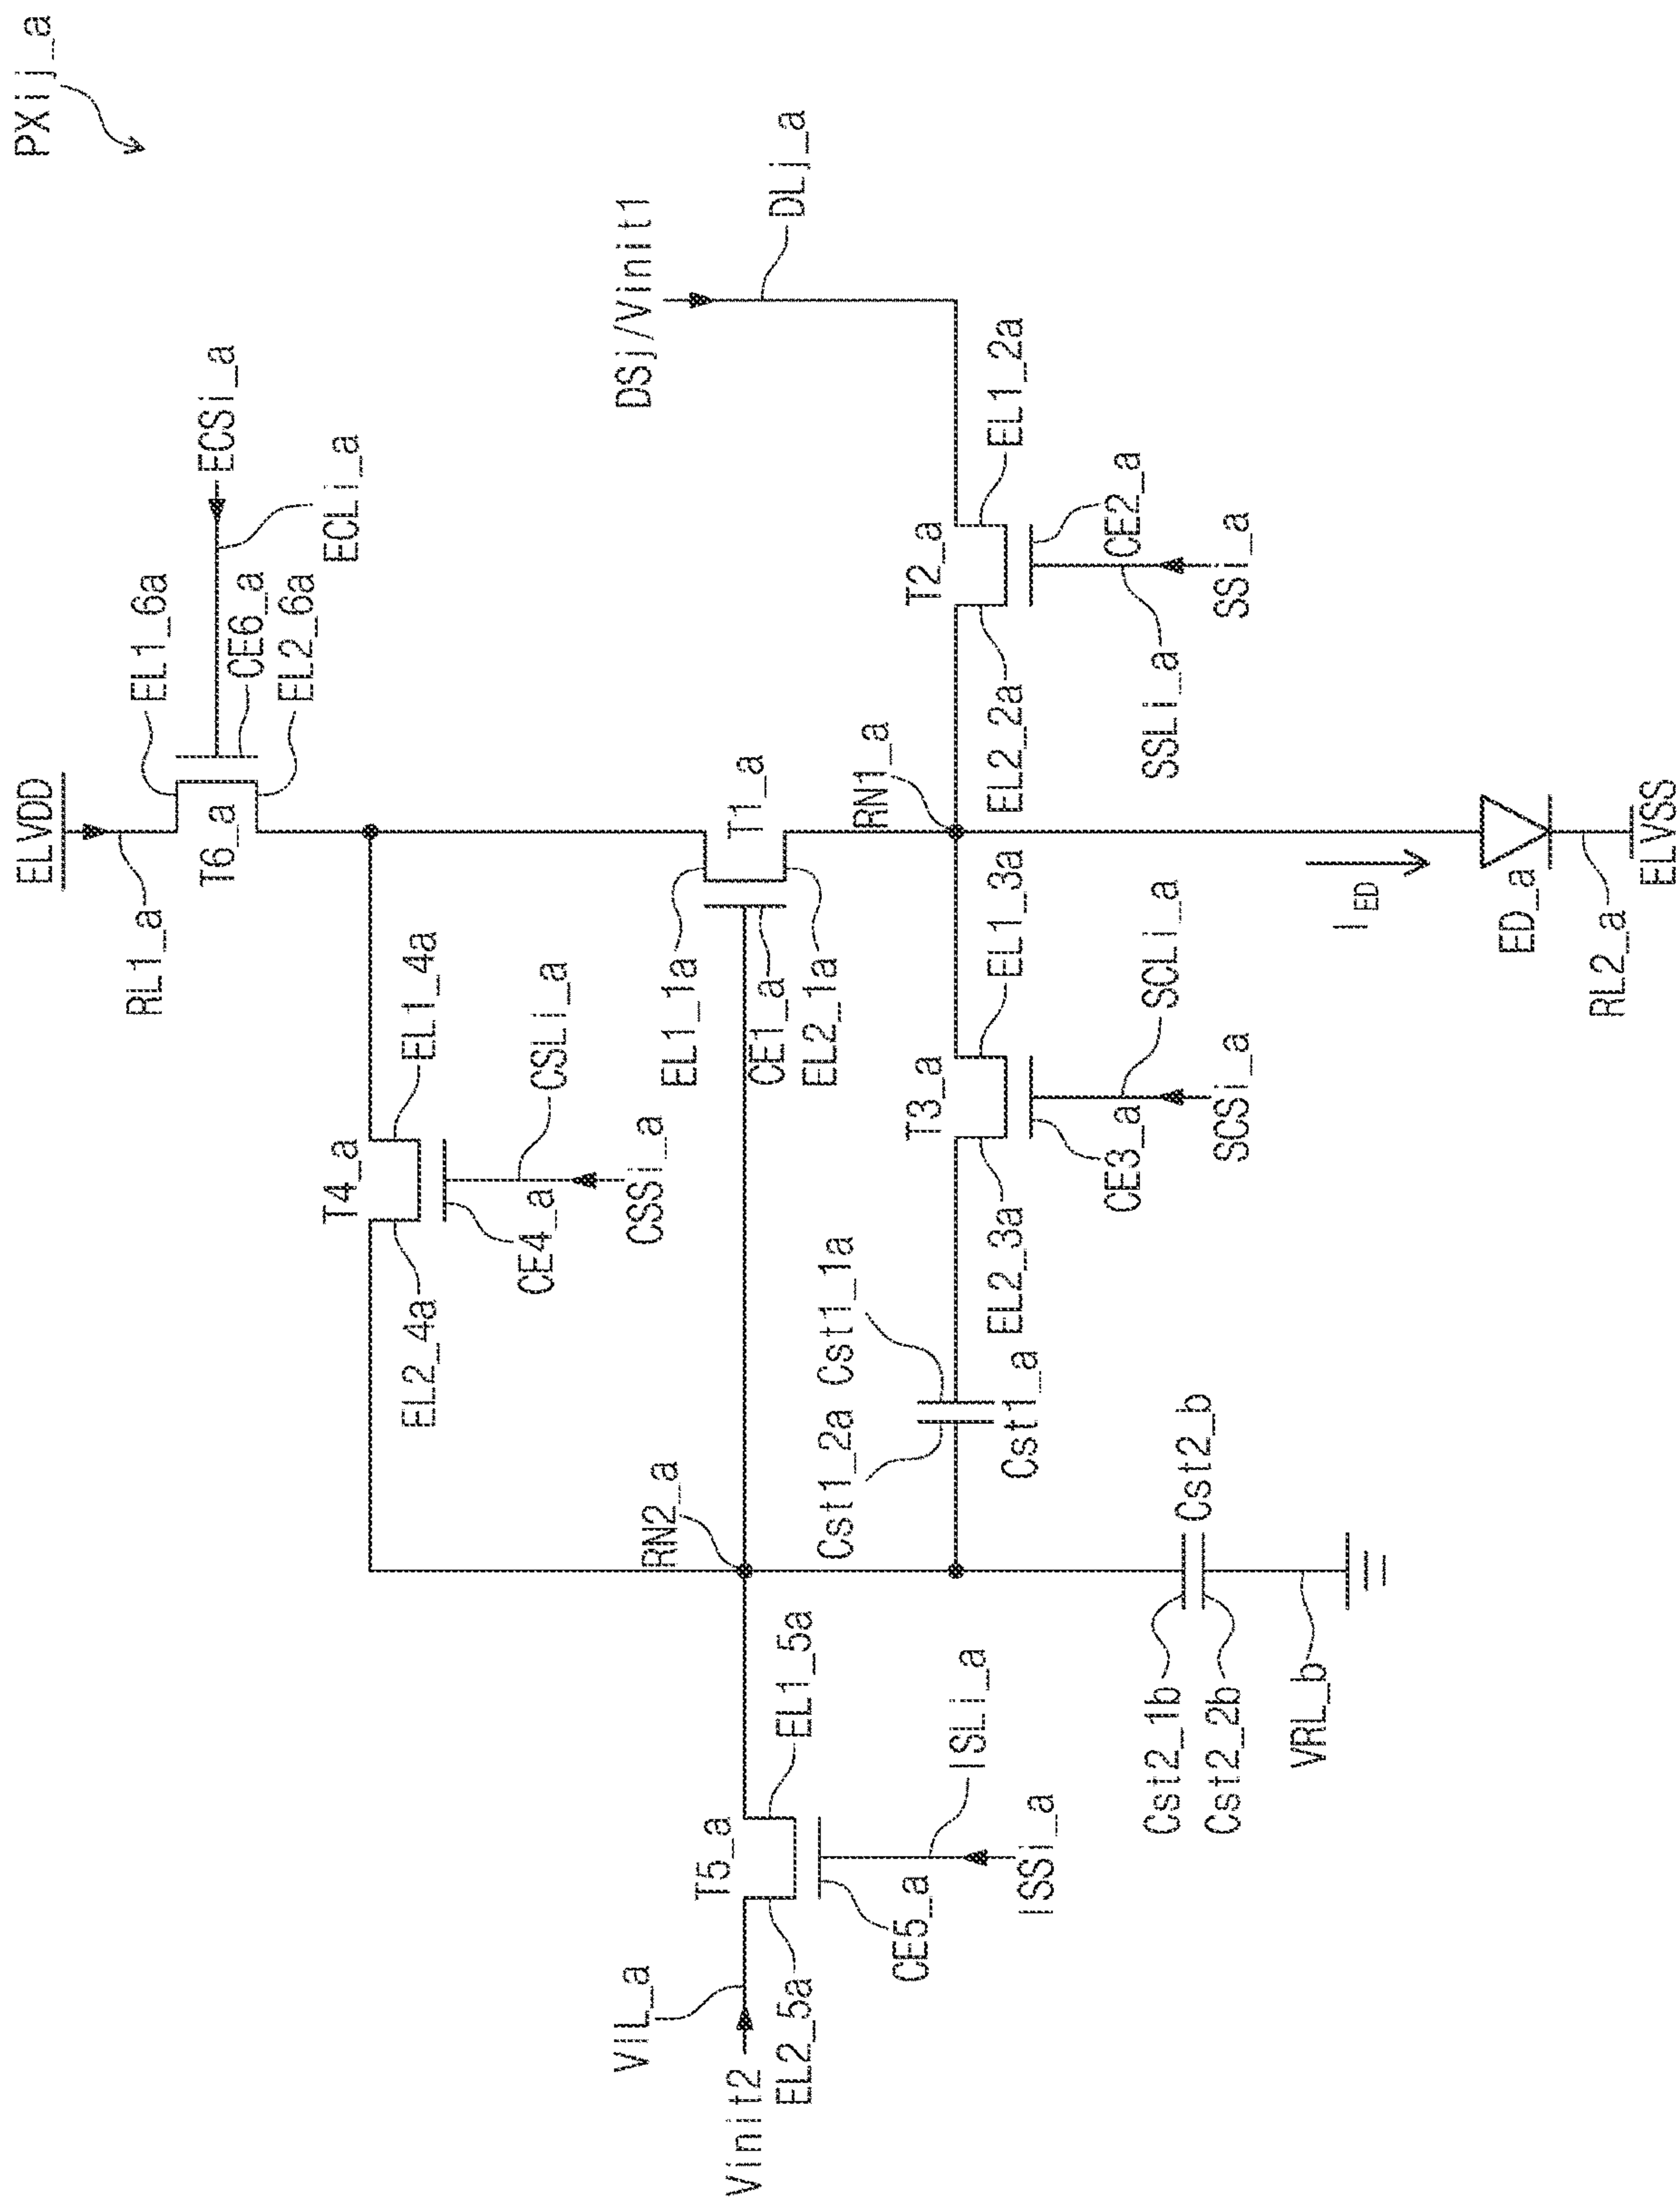 PXij_a
ELVDD
RL1_a
EL1_6a
T6_a
CE6_a
EL2_6a
ECSi_a
ECLi_a
T4_a
EL1_4a
EL2_4a
CE4_a
CSLi_a
CSSi_a
DSj/Vinit1
DLj_a
T1_a
EL1_1a
CE1_a
EL2_1a
RN2_a
RN1_a
VIL_a
Vinit2
T5_a
EL1_5a
EL2_5a
CE5_a
ISLi_a
ISSi_a
Cst1_2a Cst1_1a
Cst1_a
T3_a
EL1_3a
EL2_3a
CE3_a
SCLi_a
SCSi_a
T2_a
EL1_2a
EL2_2a
CE2_a
SSLi_a
SSi_a
Cst2_1b
Cst2_b
Cst2_2b
VRL_b
IED
ED_a
RL2_a
ELVSS